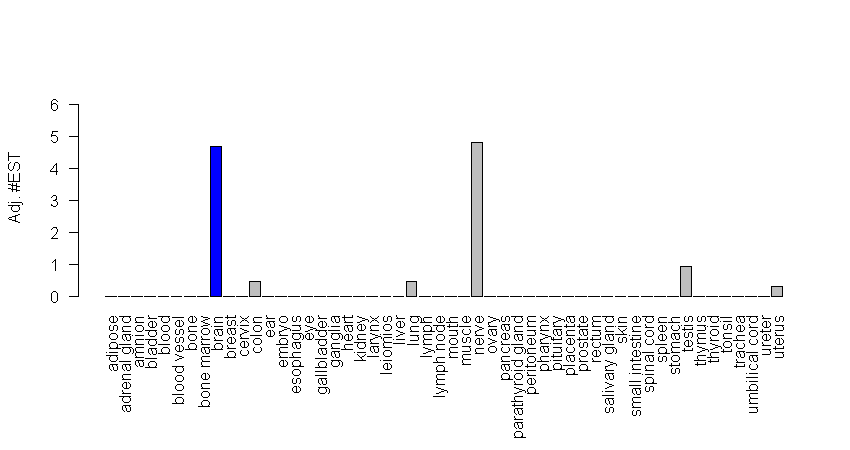 Adj. #EST
6
5
4
3
2
1
0
adipose
adrenal gland
amnion
bladder
blood
blood vessel
bone
bone marrow
brain
breast
cervix
colon
ear
embryo
esophagus
eye
gallbladder
ganglia
heart
kidney
larynx
leiomios
liver
lung
lymph
lymph node
mouth
muscle
nerve
ovary
pancreas
parathyroid gland
peritoneum
pharynx
pituitary
placenta
prostate
rectum
salivary gland
skin
small intestine
spinal cord
spleen
stomach
testis
thymus
thyroid
tonsil
trachea
umbilical cord
ureter
uterus